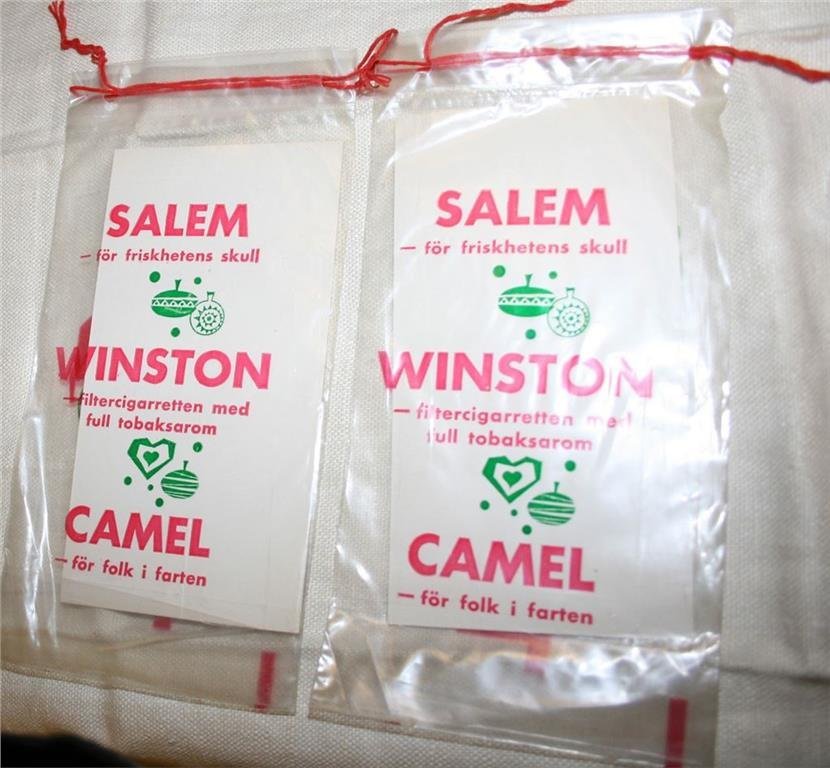 SALEM
– för friskhetens skull
WINSTON
– filtercigarretten med
full tobaksarom
CAMEL
– för folk i farten
SALEM
– för friskhetens skull
WINSTON
– filtercigarretten med
full tobaksarom
CAMEL
– för folk i farten